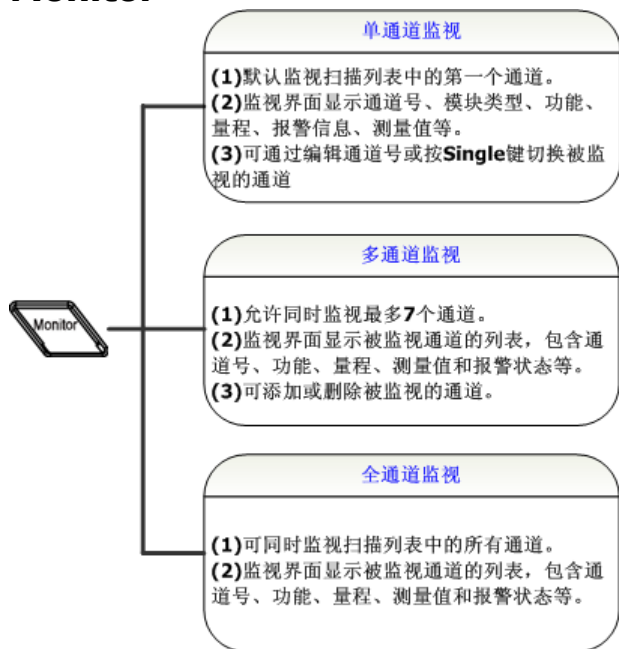 单通道监视
(1)默认监视扫描列表中的第一个通道。
(2)监视界面显示通道号、模块类型、功能、
量程、报警信息、测量值等。
(3)可通过编辑通道号或按Single键切换被监
视的通道
多通道监视
(1)允许同时监视最多7个通道。
(2)监视界面显示被监视通道的列表，包含通
道号、功能、量程、测量值和报警状态等。
(3)可添加或删除被监视的通道。
Monitor
全通道监视
(1)可同时监视扫描列表中的所有通道。
(2)监视界面显示被监视通道的列表，包含通
道号、功能、量程、测量值和报警状态等。